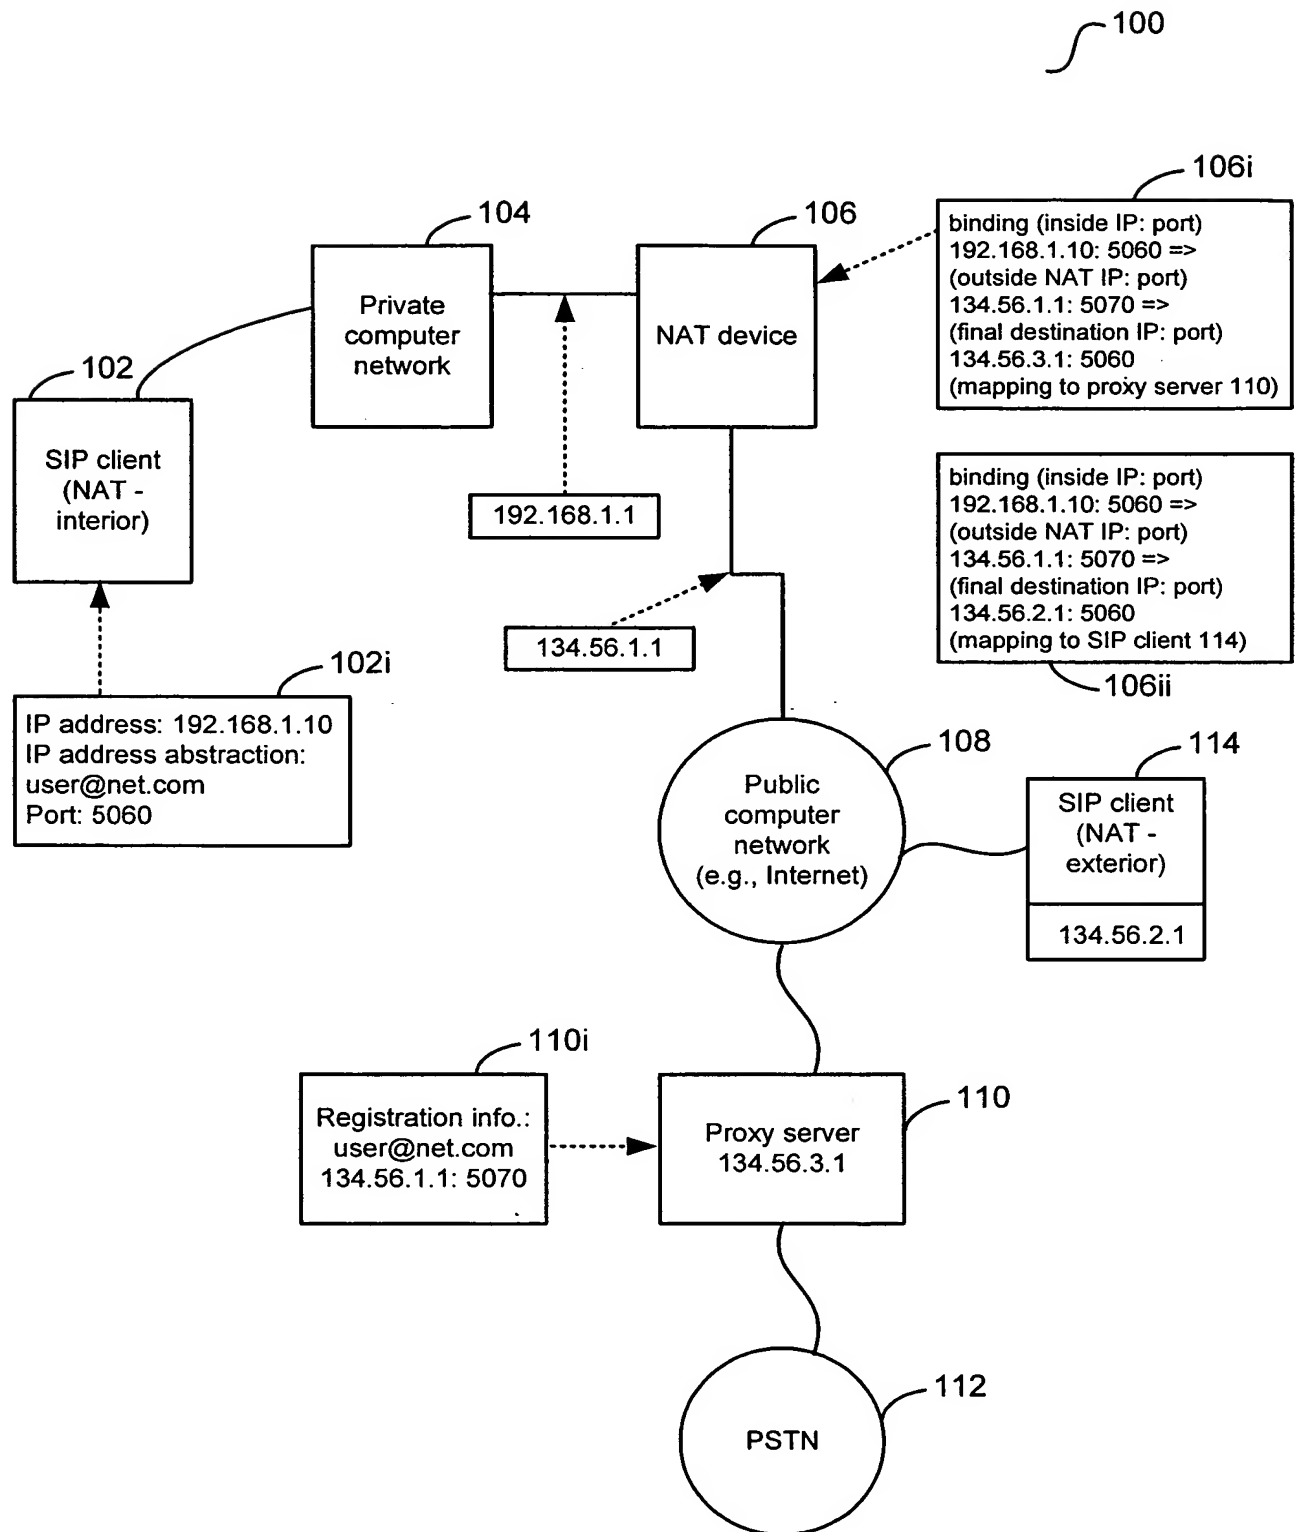 100
106i
binding (inside IP: port)
192.168.1.10: 5060 =>
(outside NAT IP: port)
134.56.1.1: 5070 =>
(final destination IP: port)
134.56.3.1: 5060
(mapping to proxy server 110)
104
Private
computer
network
106
NAT device
102
SIP client
(NAT -
interior)
192.168.1.1
134.56.1.1
binding (inside IP: port)
192.168.1.10: 5060 =>
(outside NAT IP: port)
134.56.1.1: 5070 =>
(final destination IP: port)
134.56.2.1: 5060
(mapping to SIP client 114)
106ii
102i
IP address: 192.168.1.10
IP address abstraction:
user@net.com
Port: 5060
108
Public
computer
network
(e.g., Internet)
114
SIP client
(NAT -
exterior)
134.56.2.1
110i
Registration info.:
user@net.com
134.56.1.1: 5070
110
Proxy server
134.56.3.1
112
PSTN